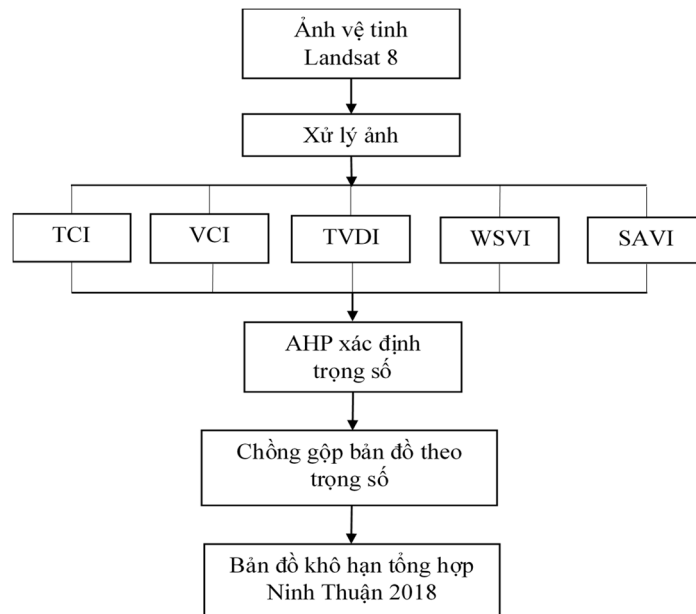 Ảnh vệ tinh
Landsat 8
Xử lý ảnh
TCI
VCI
TVDI
WSVI
SAVI
AHP xác định
trọng số
Chồng gộp bản đồ theo
trọng số
Bản đồ khô hạn tổng hợp
Ninh Thuận 2018